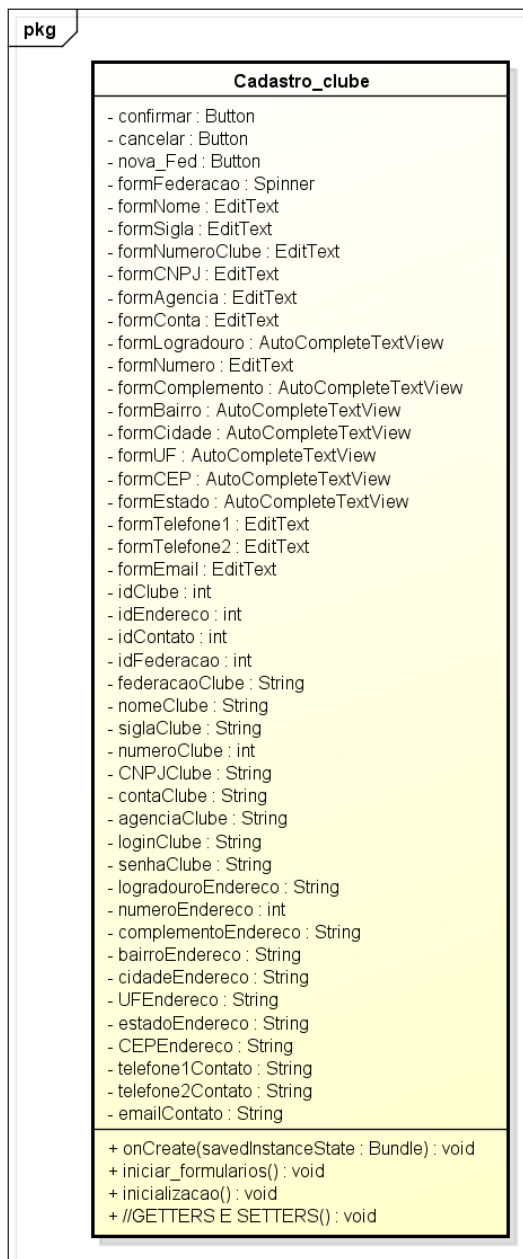 pkg
Cadastro_clube
- confirmar : Button
- cancelar : Button
- nova_Fed : Button
- formFederacao : Spinner
- formNome : EditText
- formSigla : EditText
- formNumeroClube : EditText
- formCNPJ : EditText
- formAgencia : EditText
- formConta : EditText
- formLogradouro : AutoCompleteTextView
- formNumero : EditText
- formComplemento : AutoCompleteTextView
- formBairro : AutoCompleteTextView
- formCidade : AutoCompleteTextView
- formUF : AutoCompleteTextView
- formCEP : AutoCompleteTextView
- formEstado : AutoCompleteTextView
- formTelefone1 : EditText
- formTelefone2 : EditText
- formEmail : EditText
- idClube : int
- idEndereco : int
- idContato : int
- idFederacao : int
- federacaoClube : String
- nomeClube : String
- siglaClube : String
- numeroClube : int
- CNPJClube : String
- contaClube : String
- agenciaClube : String
- loginClube : String
- senhaClube : String
- logradouroEndereco : String
- numeroEndereco : int
- complementoEndereco : String
- bairroEndereco : String
- cidadeEndereco : String
- UFEndereco : String
- estadoEndereco : String
- CEPEndereco : String
- telefone1Contato : String
- telefone2Contato : String
- emailContato : String
+ onCreate(savedInstanceState : Bundle) : void
+ iniciar_formularios() : void
+ inicializacao() : void
+ //GETTERS E SETTERS() : void